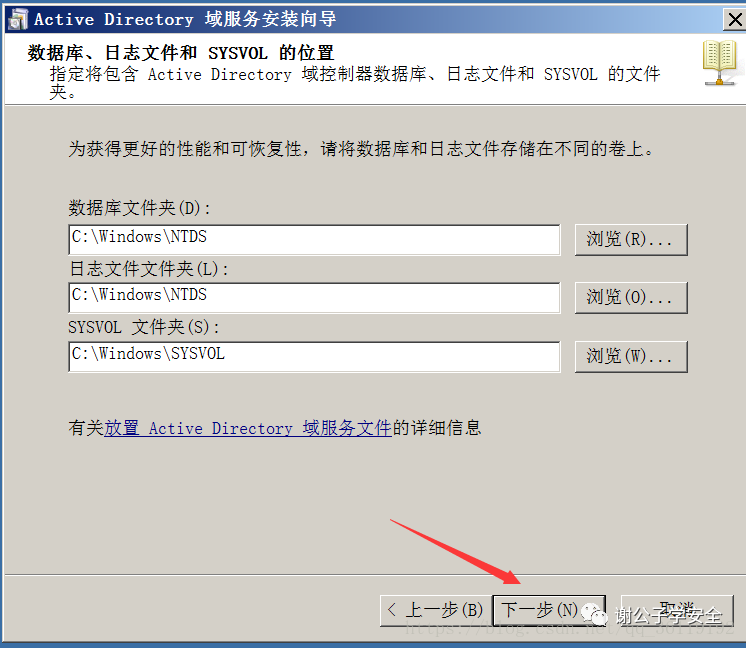 Active Directory 域服务安装向导
数据库、日志文件和 SYSVOL 的位置
指定将包含 Active Directory 域控制器数据库、日志文件和 SYSVOL 的文件
夹。
为获得更好的性能和可恢复性，请将数据库和日志文件存储在不同的卷上。
数据库文件夹(D):
C:\Windows\NTDS 浏览(R)...
日志文件文件夹(L):
C:\Windows\NTDS 浏览(O)...
SYSVOL 文件夹(S):
C:\Windows\SYSVOL 浏览(W)...
有关放置 Active Directory 域服务文件的详细信息
< 上一步(B) 下一步(N) 取消
谢公子学安全